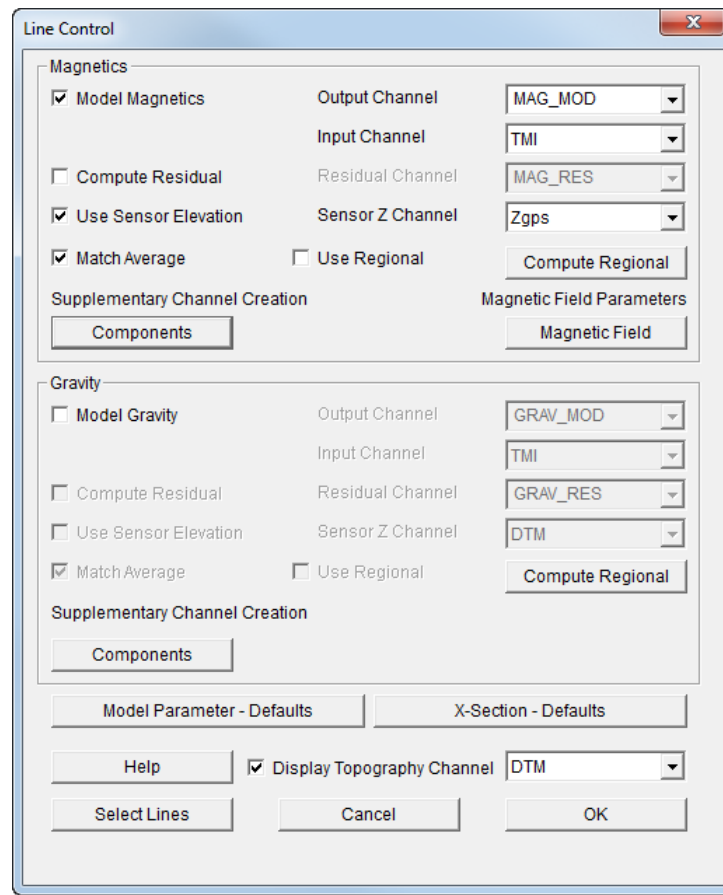 Line Control
Magnetics
Model Magnetics Output Channel MAG_MOD
Input Channel TMI
Compute Residual Residual Channel MAG_RES
Use Sensor Elevation Sensor Z Channel Zgps
Match Average Use Regional Compute Regional
Supplementary Channel Creation Magnetic Field Parameters
Components Magnetic Field
Gravity
Model Gravity Output Channel GRAV_MOD
Input Channel TMI
Compute Residual Residual Channel GRAV_RES
Use Sensor Elevation Sensor Z Channel DTM
Match Average Use Regional Compute Regional
Supplementary Channel Creation
Components
Model Parameter - Defaults X-Section - Defaults
Help Display Topography Channel DTM
Select Lines Cancel OK